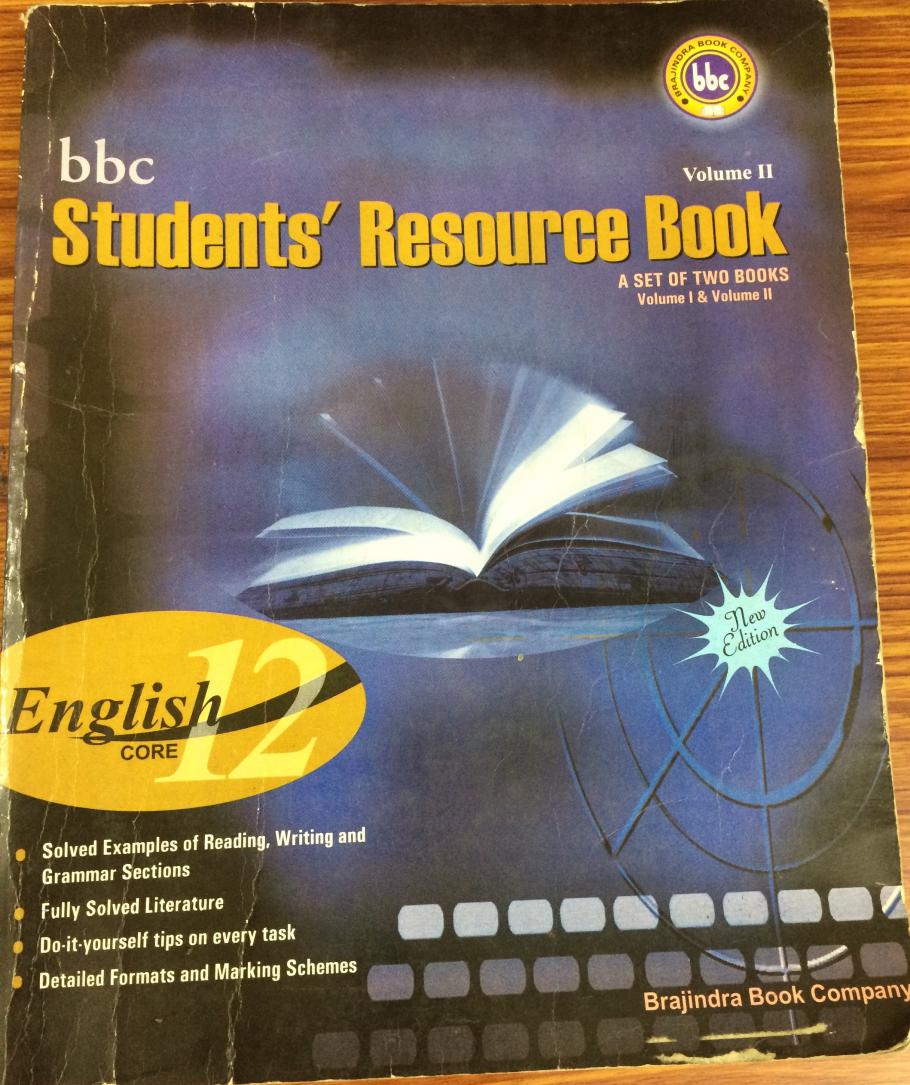 BRAJINDRA BOOK COMPANY
bbc
bbc
Volume II
Students' Resource Book
A SET OF TWO BOOKS
Volume I & Volume II
New
Edition
English 12
CORE
Solved Examples of Reading, Writing and
Grammar Sections
Fully Solved Literature
Do-it-yourself tips on every task
Detailed Formats and Marking Schemes
Brajindra Book Company